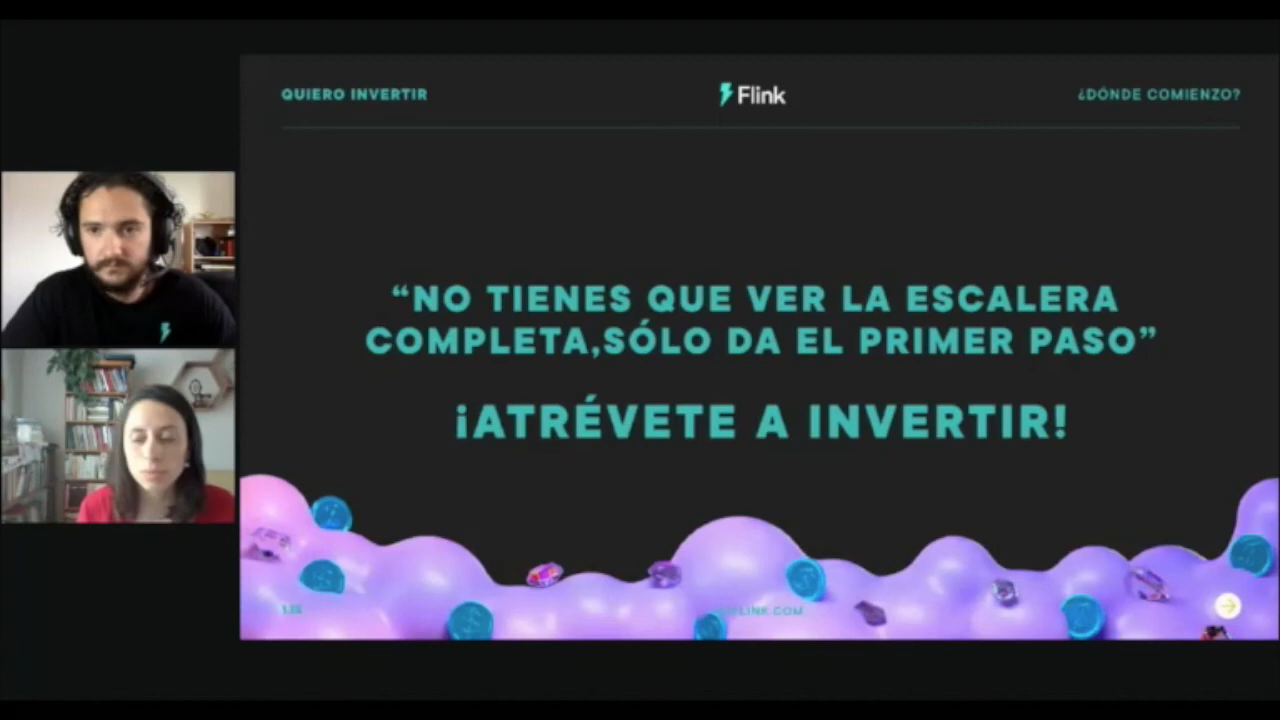 QUIERO INVERTIR
Flink
¿DÓNDE COMIENZO?
“NO TIENES QUE VER LA ESCALERA
COMPLETA,SÓLO DA EL PRIMER PASO”
¡ATRÉVETE A INVERTIR!